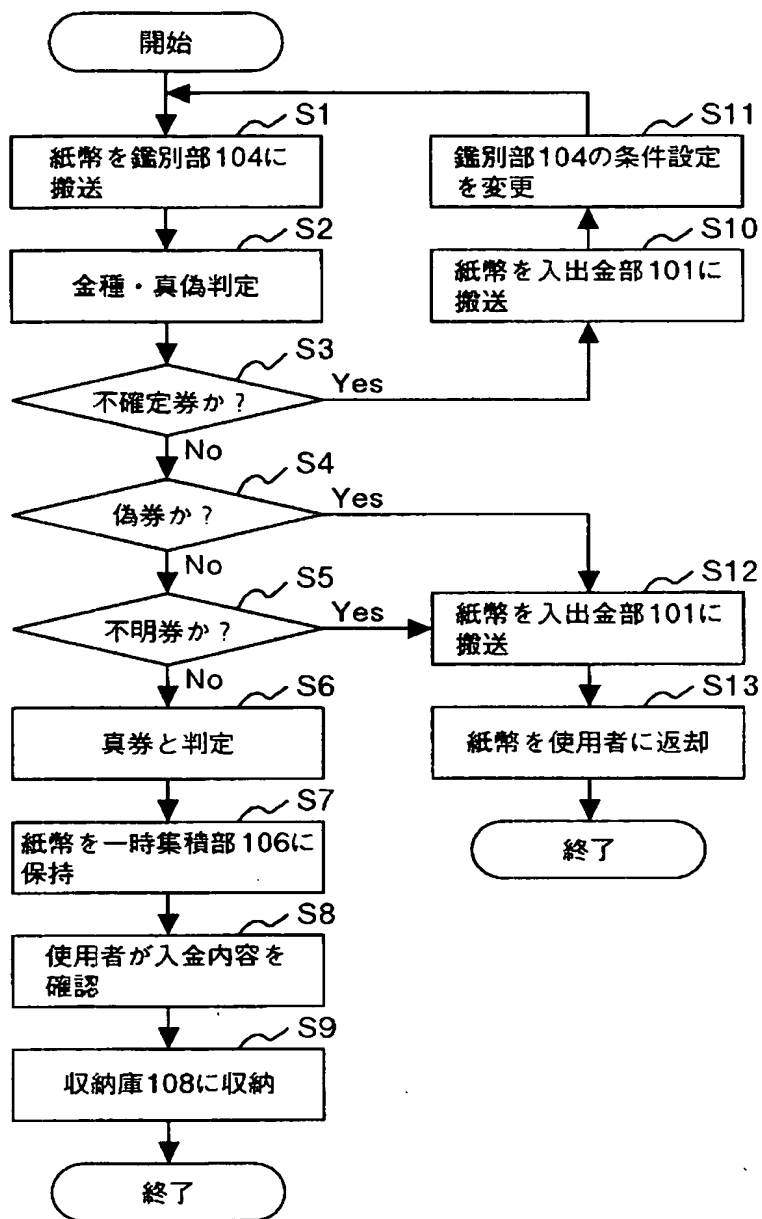 開始
S1
紙幣を鑑別部104に
搬送
S2
金種・真偽判定
S3
不確定券か？
Yes
No
S4
偽券か？
Yes
No
S5
不明券か？
Yes
No
S6
真券と判定
S7
紙幣を一時集積部106に
保持
S8
使用者が入金内容を
確認
S9
収納庫108に収納
終了
S11
鑑別部104の条件設定
を変更
S10
紙幣を入出金部101に
搬送
S12
紙幣を入出金部101に
搬送
S13
紙幣を使用者に返却
終了